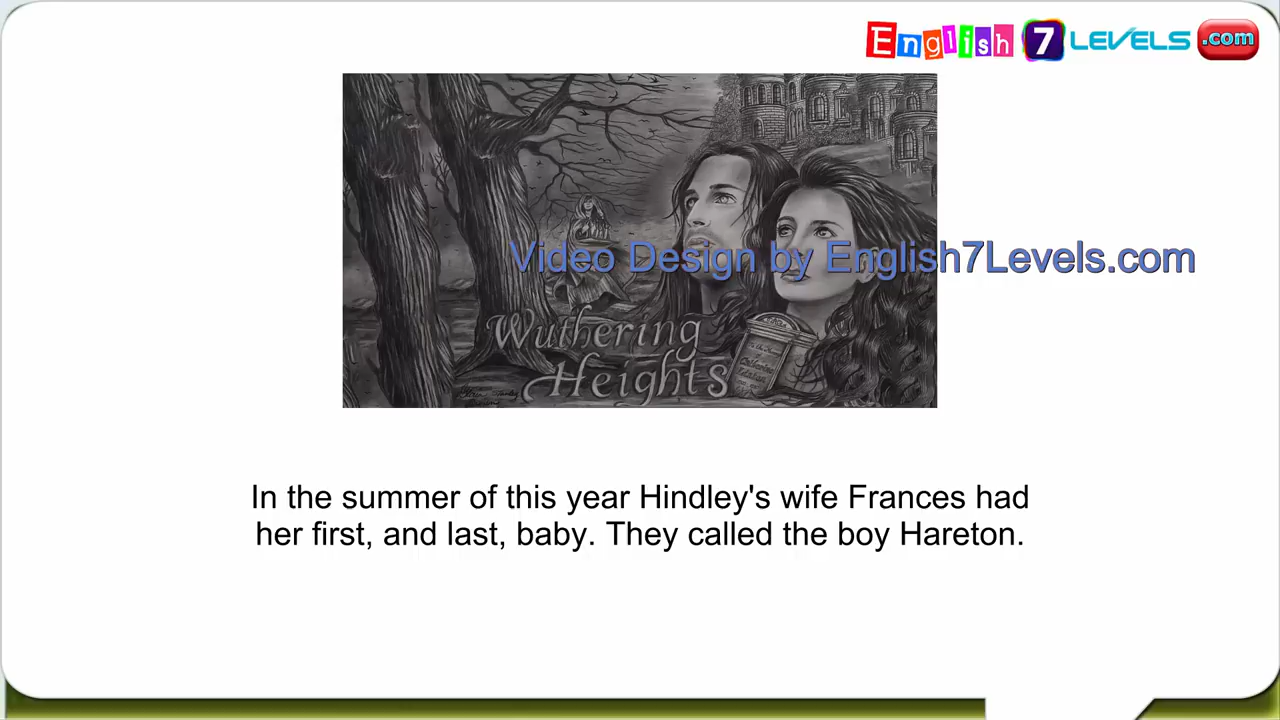 English 7 LEVELS .com
Video Design by English7Levels.com
Wuthering
Heights
In the summer of this year Hindley's wife Frances had
her first, and last, baby. They called the boy Hareton.